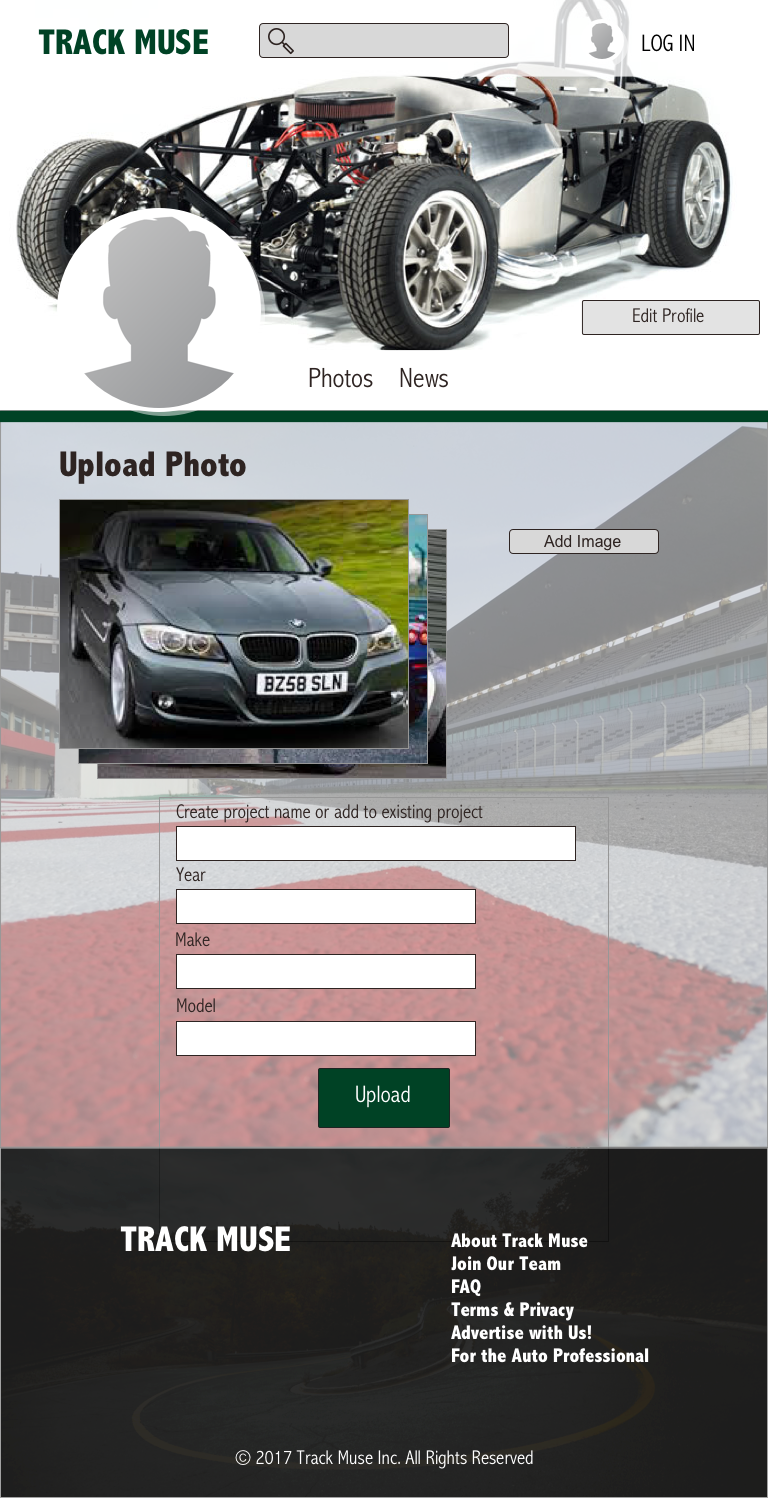 TRACK MUSE
LOG IN
Edit Profile
Photos News
Upload Photo
Add Image
BZ58 SLN
Create project name or add to existing project
Year
Make
Model
Upload
TRACK MUSE
About Track Muse
Join Our Team
FAQ
Terms & Privacy
Advertise with Us!
For the Auto Professional
© 2017 Track Muse Inc. All Rights Reserved